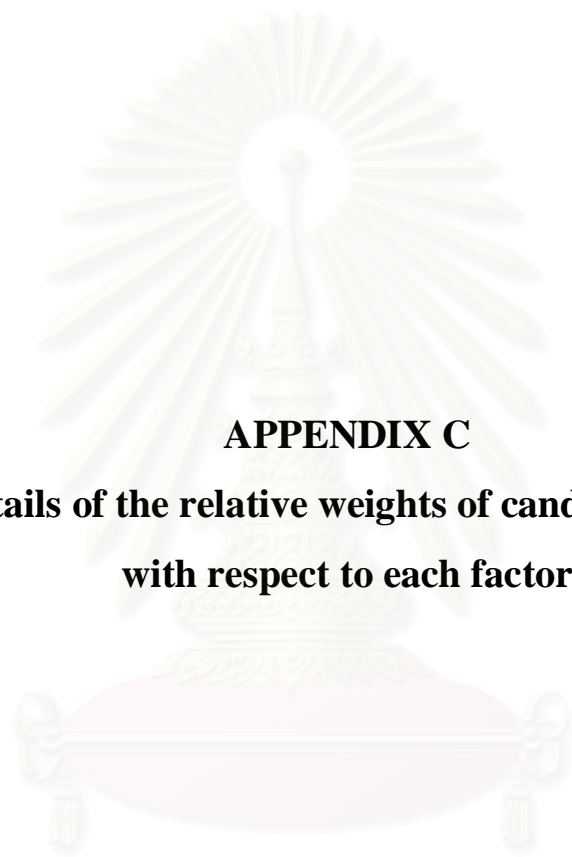 APPENDIX C
tails of the relative weights of cand
with respect to each factor